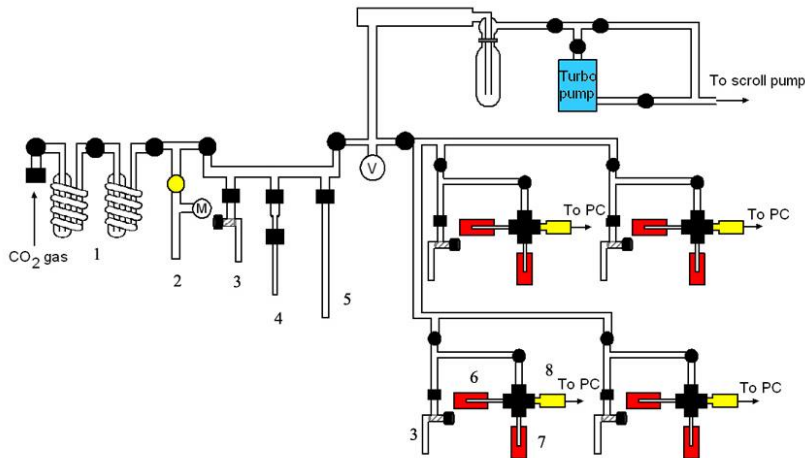 Turbo
pump
To scroll pump
V
M
CO2 gas
1
2
3
4
5
To PC
To PC
6
8
To PC
To PC
3
7